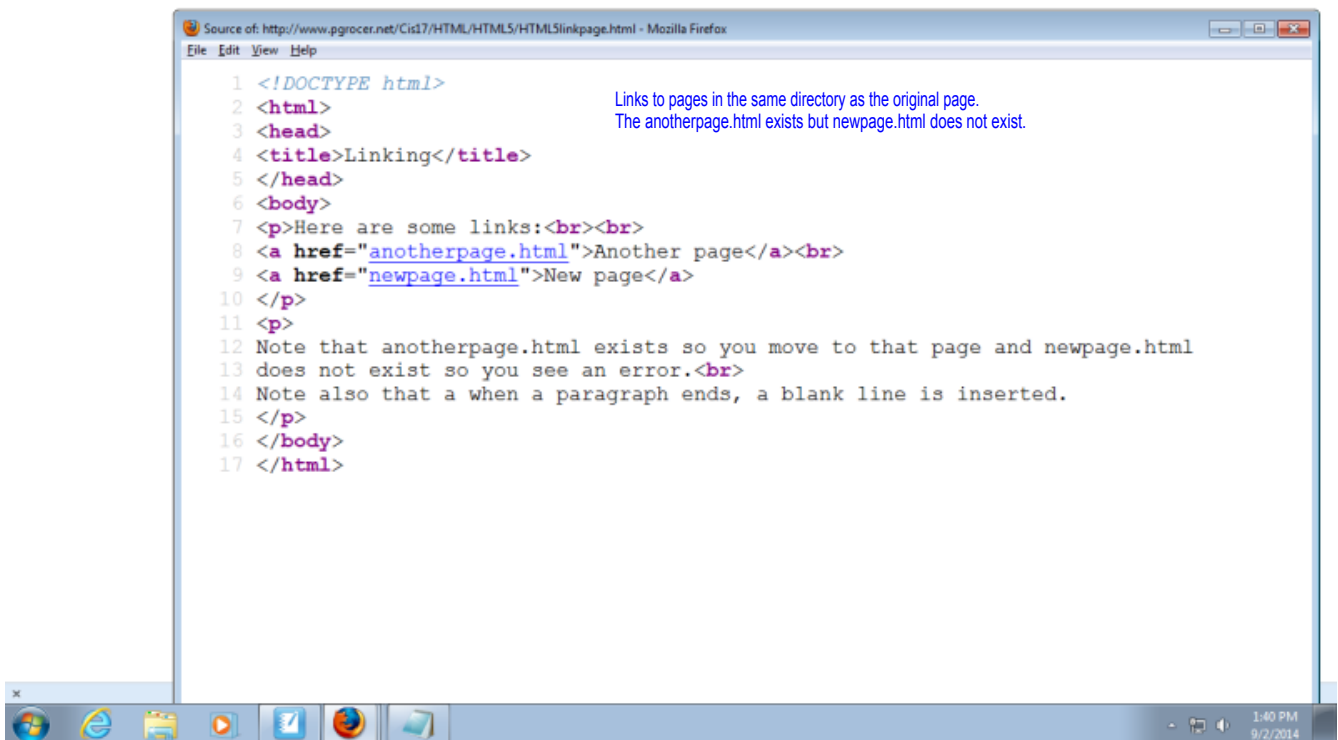 Source of: http://www.pgrocer.net/Cis17/HTML/HTML5/HTML5linkpage.html - Mozilla Firefox
File Edit View Help
1 <!DOCTYPE html>
2 <html>
3 <head>
4 <title>Linking</title>
5 </head>
6 <body>
7 <p>Here are some links:<br><br>
8 <a href="anotherpage.html">Another page</a><br>
9 <a href="newpage.html">New page</a>
10 </p>
11 <p>
12 Note that anotherpage.html exists so you move to that page and newpage.html
13 does not exist so you see an error.<br>
14 Note also that a when a paragraph ends, a blank line is inserted.
15 </p>
16 </body>
17 </html>
Links to pages in the same directory as the original page.
The anotherpage.html exists but newpage.html does not exist.
1:40 PM
9/2/2014